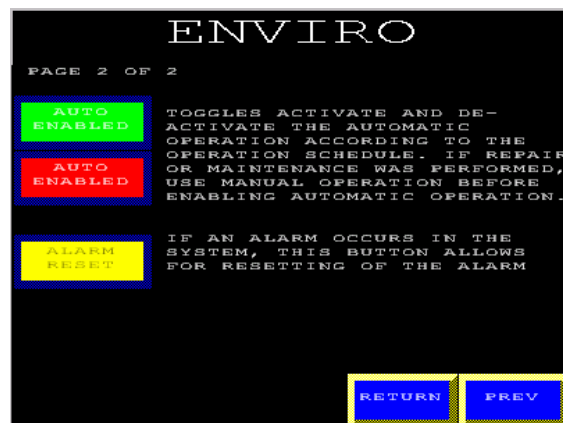 ENVIRO
PAGE 2 OF 2
AUTO
ENABLED
TOGGLES ACTIVATE AND DE-
ACTIVATE THE AUTOMATIC
OPERATION ACCORDING TO THE
OPERATION SCHEDULE. IF REPAIR
OR MAINTENANCE WAS PERFORMED,
USE MANUAL OPERATION BEFORE
ENABLING AUTOMATIC OPERATION.
AUTO
ENABLED
ALARM
RESET
IF AN ALARM OCCURS IN THE
SYSTEM, THIS BUTTON ALLOWS
FOR RESETTING OF THE ALARM
RETURN
PREV